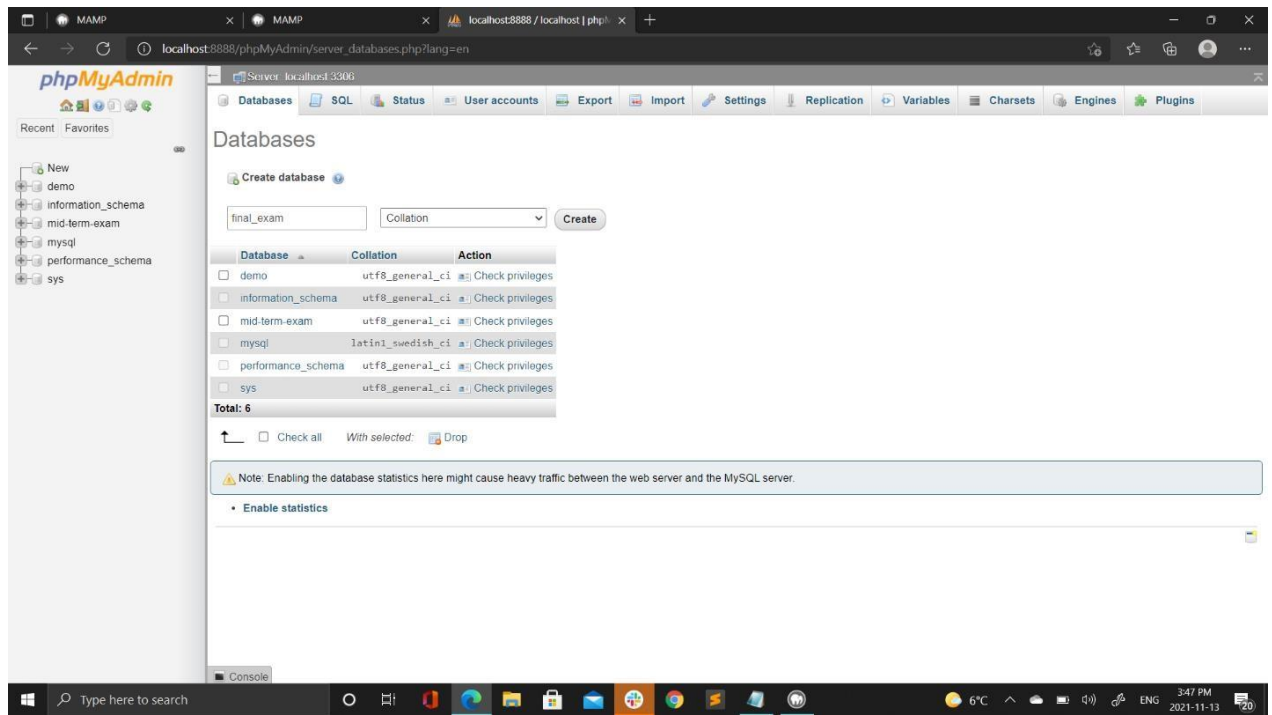 MAMP
MAMP
localhost:8888 / localhost | phpM
localhost:8888/phpMyAdmin/server_databases.php?lang=en
phpMyAdmin
Recent Favorites
New
demo
information_schema
mid-term-exam
mysql
performance_schema
sys
Server: localhost:3306
Databases SQL Status User accounts Export Import Settings Replication Variables Charsets Engines Plugins
Databases
Create database
final_exam Collation Create
Database Collation Action
demo utf8_general_ci Check privileges
information_schema utf8_general_ci Check privileges
mid-term-exam utf8_general_ci Check privileges
mysql latin1_swedish_ci Check privileges
performance_schema utf8_general_ci Check privileges
sys utf8_general_ci Check privileges
Total: 6
Check all With selected: Drop
Note: Enabling the database statistics here might cause heavy traffic between the web server and the MySQL server.
Enable statistics
Console
Type here to search
6°C ENG
3:47 PM
2021-11-13
20